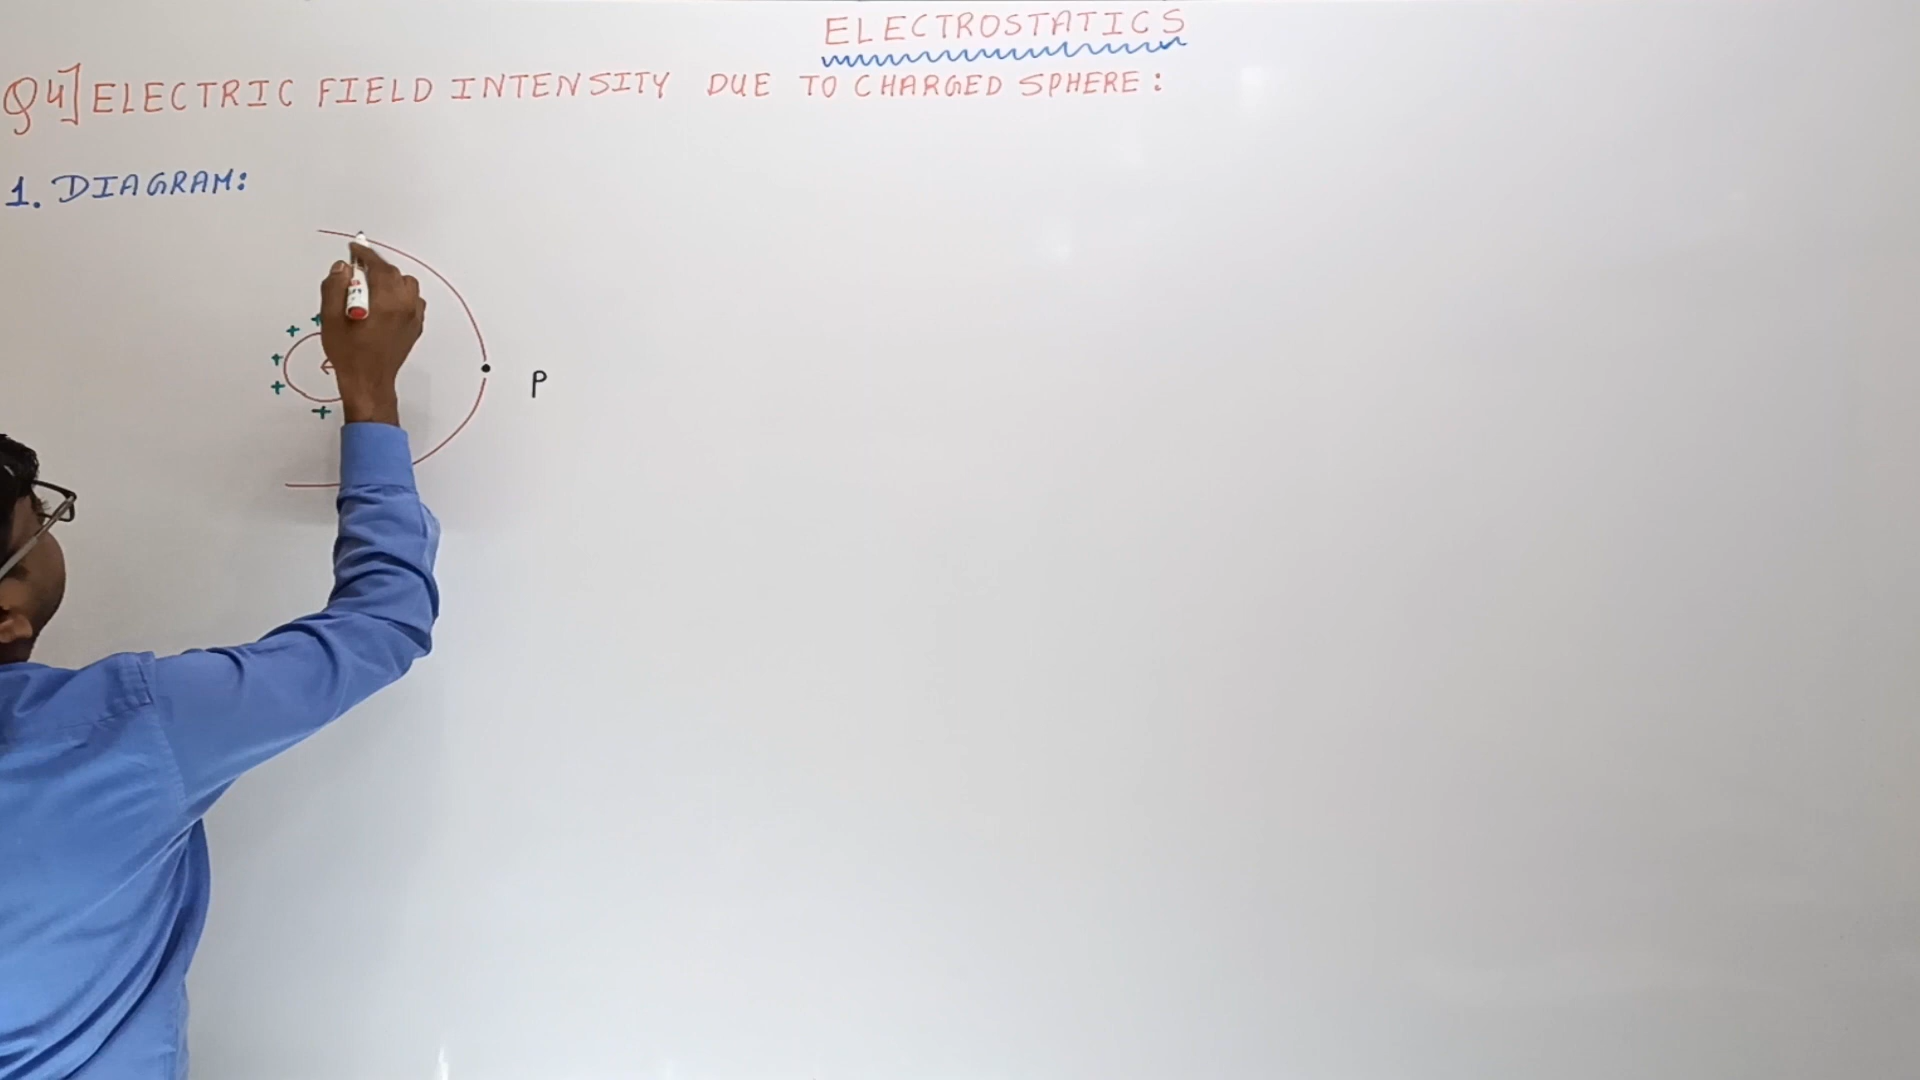 ELECTROSTATICS
Q4] ELECTRIC FIELD INTENSITY DUE TO CHARGED SPHERE:
1. DIAGRAM:
+ +
+
+
+
P